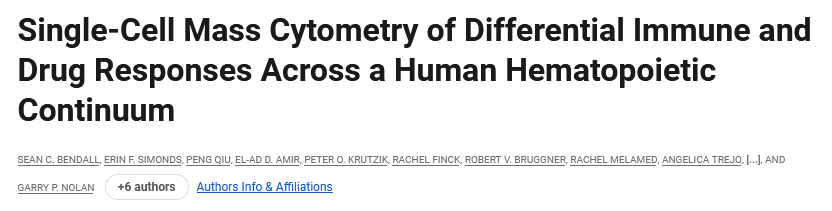 Single-Cell Mass Cytometry of Differential Immune and
Drug Responses Across a Human Hematopoietic
Continuum
SEAN C. BENDALL, ERIN F. SIMONDS, PENG QIU, EL-AD D. AMIR, PETER O. KRUTZIK, RACHEL FINCK, ROBERT V. BRUGGNER, RACHEL MELAMED, ANGELICA TREJO, [...], AND
GARRY P. NOLAN +6 authors Authors Info & Affiliations